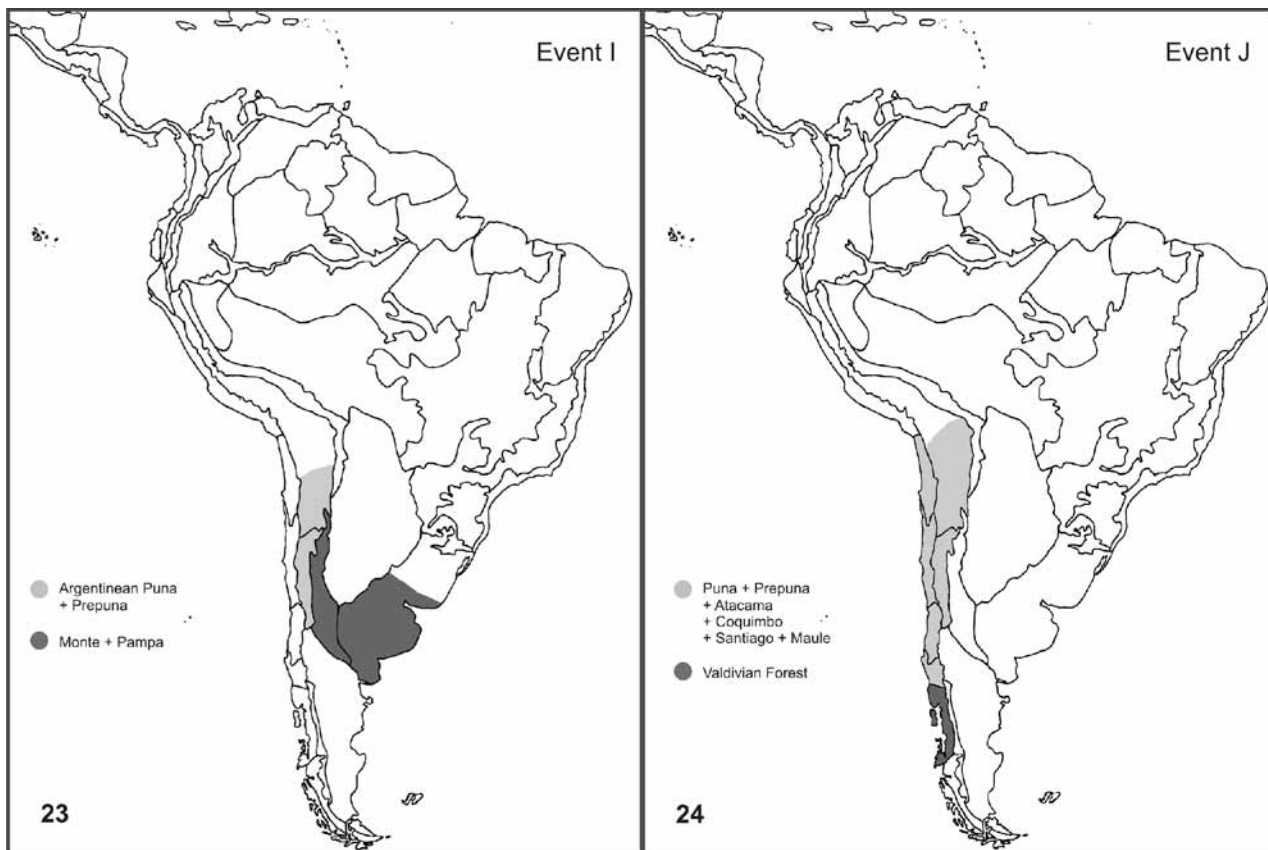 Event I
Argentinean Puna
+ Prepuna
Monte + Pampa
23
Event J
Puna + Prepuna
+ Atacama
+ Coquimbo
+ Santiago + Maule
Valdivian Forest
24